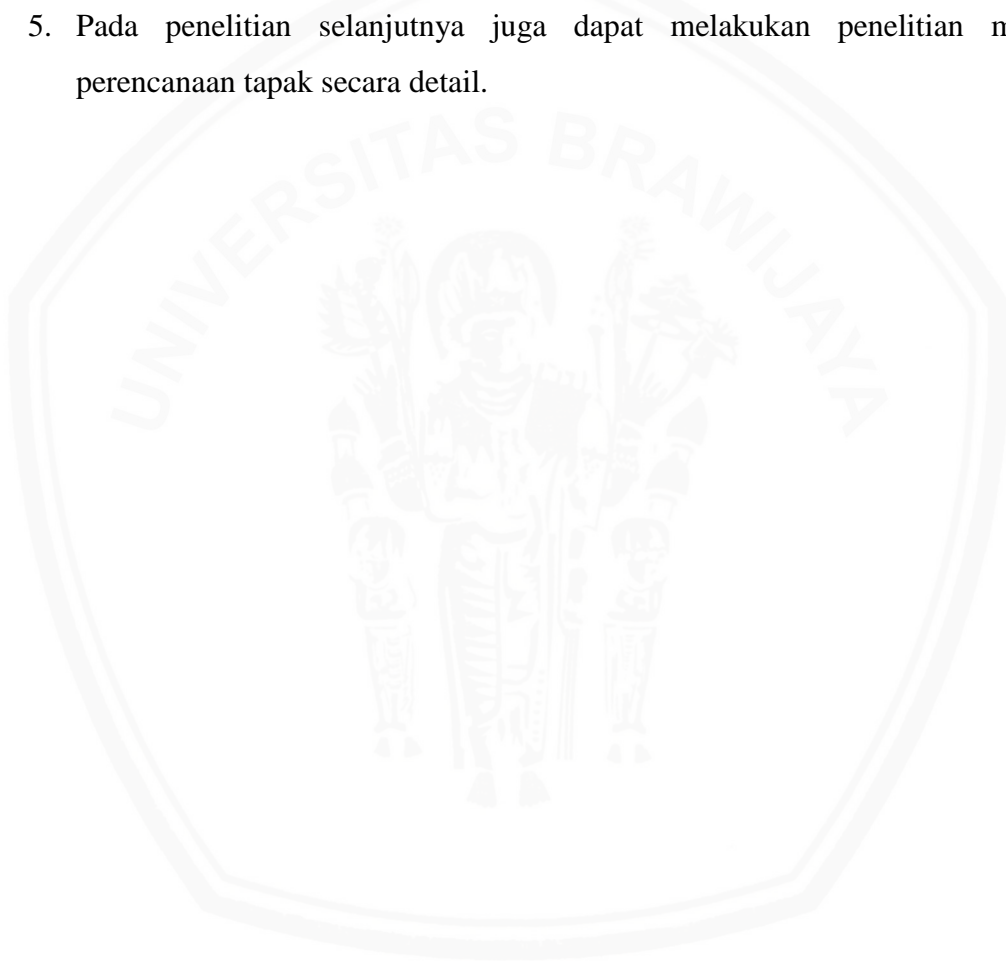 5. Pada penelitian selanjutnya juga dapat melakukan penelitian
perencanaan tapak secara detail.
UNIVERSITAS BRAWIJAYA